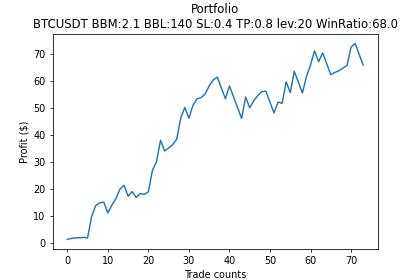 Portfolio
BTCUSDT BBM:2.1 BBL:140 SL:0.4 TP:0.8 lev:20 WinRatio:68.0
70
60
50
40
30
20
10
0
Profit ($)
0 10 20 30 40 50 60 70
Trade counts